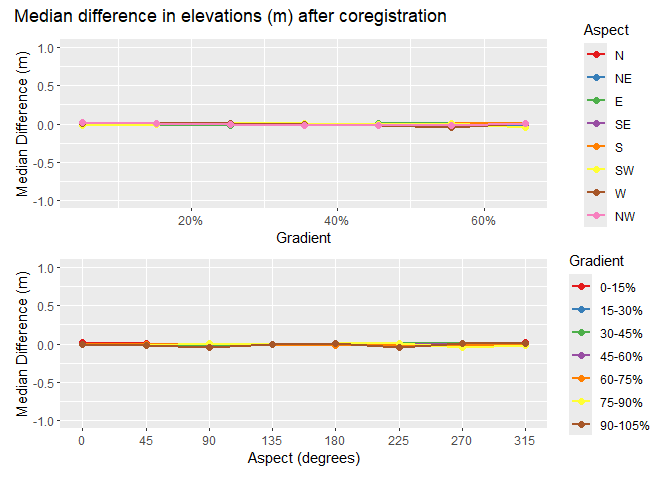 Median difference in elevations (m) after coregistration
Median Difference (m)
1.0
0.5
0.0
-0.5
-1.0
20%
40%
60%
Gradient
Aspect
N
NE
E
SE
S
SW
W
NW
Median Difference (m)
1.0
0.5
0.0
-0.5
-1.0
0
45
90
135
180
225
270
315
Aspect (degrees)
Gradient
0-15%
15-30%
30-45%
45-60%
60-75%
75-90%
90-105%